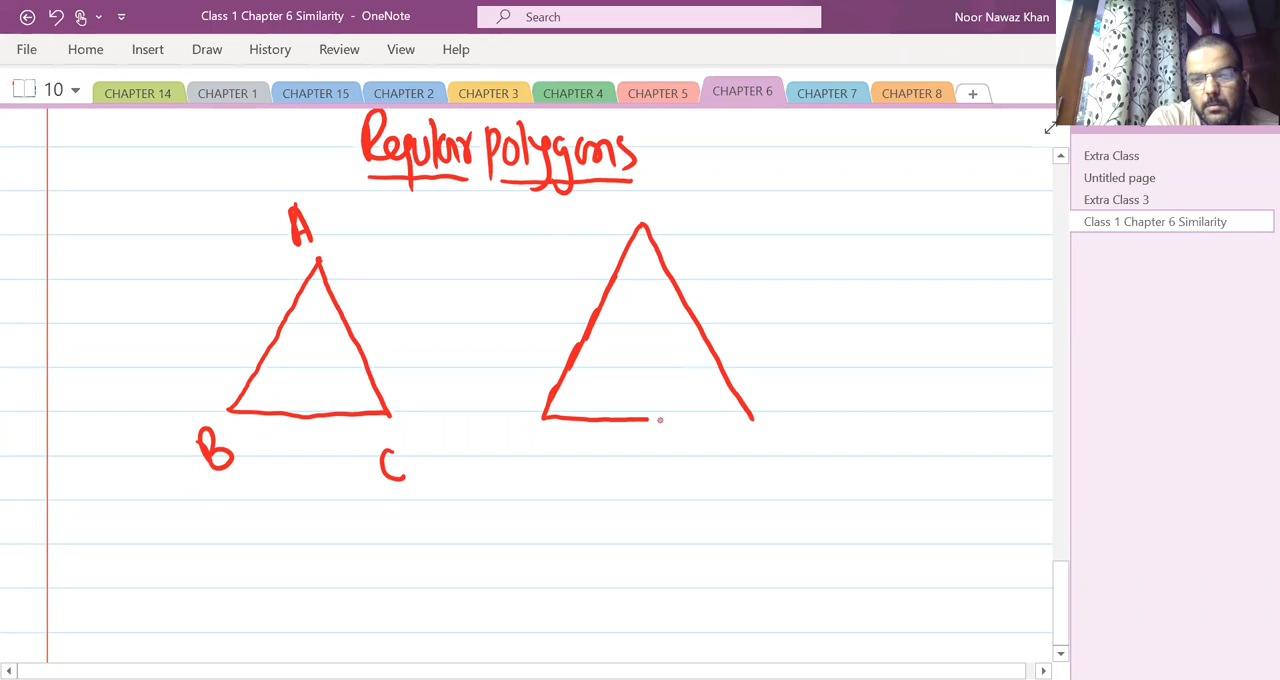 Class 1 Chapter 6 Similarity - OneNote
Search
Noor Nawaz Khan
File Home Insert Draw History Review View Help
10 CHAPTER 14 CHAPTER 1 CHAPTER 15 CHAPTER 2 CHAPTER 3 CHAPTER 4 CHAPTER 5 CHAPTER 6 CHAPTER 7 CHAPTER 8 +
Regular polygons
A
B
C
Extra Class
Untitled page
Extra Class 3
Class 1 Chapter 6 Similarity